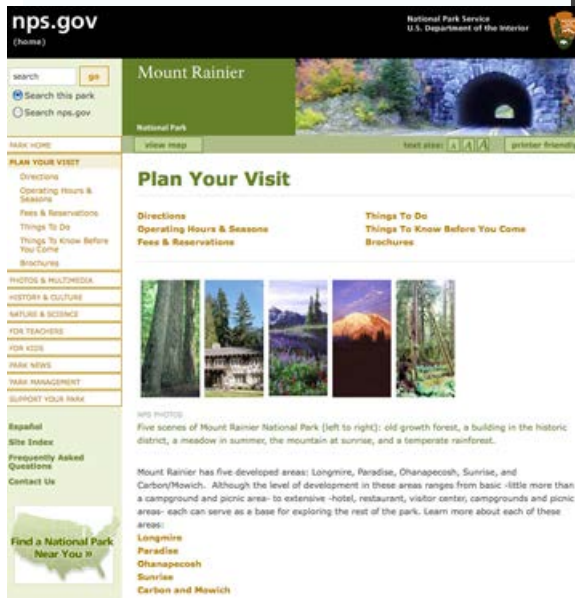 nps.gov
(home)
National Park Service
U.S. Department of the Interior
search
go
Search this park
Search nps.gov
Mount Rainier
National Park
view map
text size: A A A
printer friendly
PARK HOME
PLAN YOUR VISIT
Directions
Operating Hours &
Seasons
Fees & Reservations
Things To Do
Things To Know Before
You Come
Brochures
PHOTOS & MULTIMEDIA
HISTORY & CULTURE
NATURE & SCIENCE
FOR TEACHERS
FOR KIDS
PARK NEWS
PARK MANAGEMENT
SUPPORT YOUR PARK
Español
Site Index
Frequently Asked
Questions
Contact Us
Find a National Park
Near You »
Plan Your Visit
Directions
Operating Hours & Seasons
Fees & Reservations
Things To Do
Things To Know Before You Come
Brochures
NPS PHOTOS
Five scenes of Mount Rainier National Park (left to right): old growth forest, a building in the historic
district, a meadow in summer, the mountain at sunrise, and a temperate rainforest.
Mount Rainier has five developed areas: Longmire, Paradise, Ohanapecosh, Sunrise, and
Carbon/Mowich. Although the level of development in these areas ranges from basic -little more than
a campground and picnic area- to extensive -hotel, restaurant, visitor center, campgrounds and picnic
areas- each can serve as a base for exploring the rest of the park. Learn more about each of these
areas:
Longmire
Paradise
Ohanapecosh
Sunrise
Carbon and Mowich